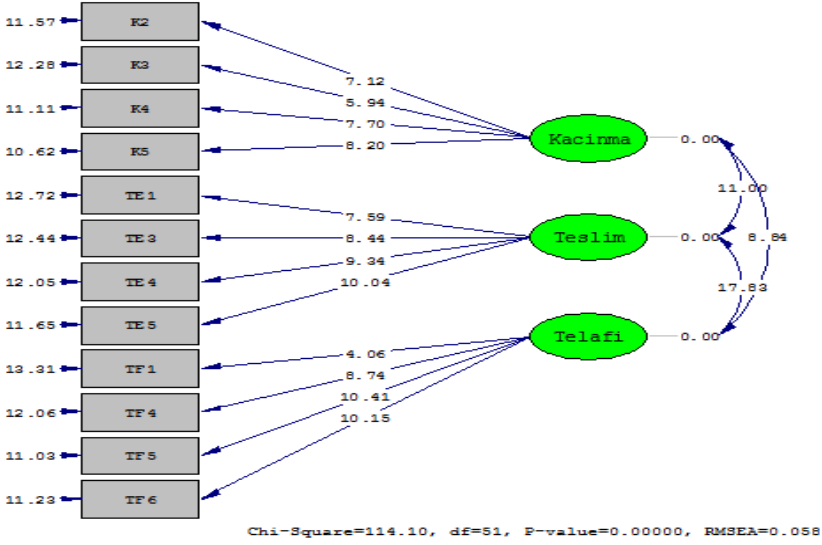 11.57 K2
12.28 K3
7.12
5.94
11.11 K4
7.70
Kacinma 0.00
8.20
10.62 K5
11.00
12.72 TE1
7.59
12.44 TE3
8.44
Teslim 0.00
8.84
9.34
12.05 TE4
10.04
17.83
11.65 TE5
Telafi 0.00
4.06
13.31 TF1
8.74
10.41
12.06 TF4
10.15
11.03 TF5
11.23 TF6
Chi-Square=114.10, df=51, P-value=0.00000, RMSEA=0.058